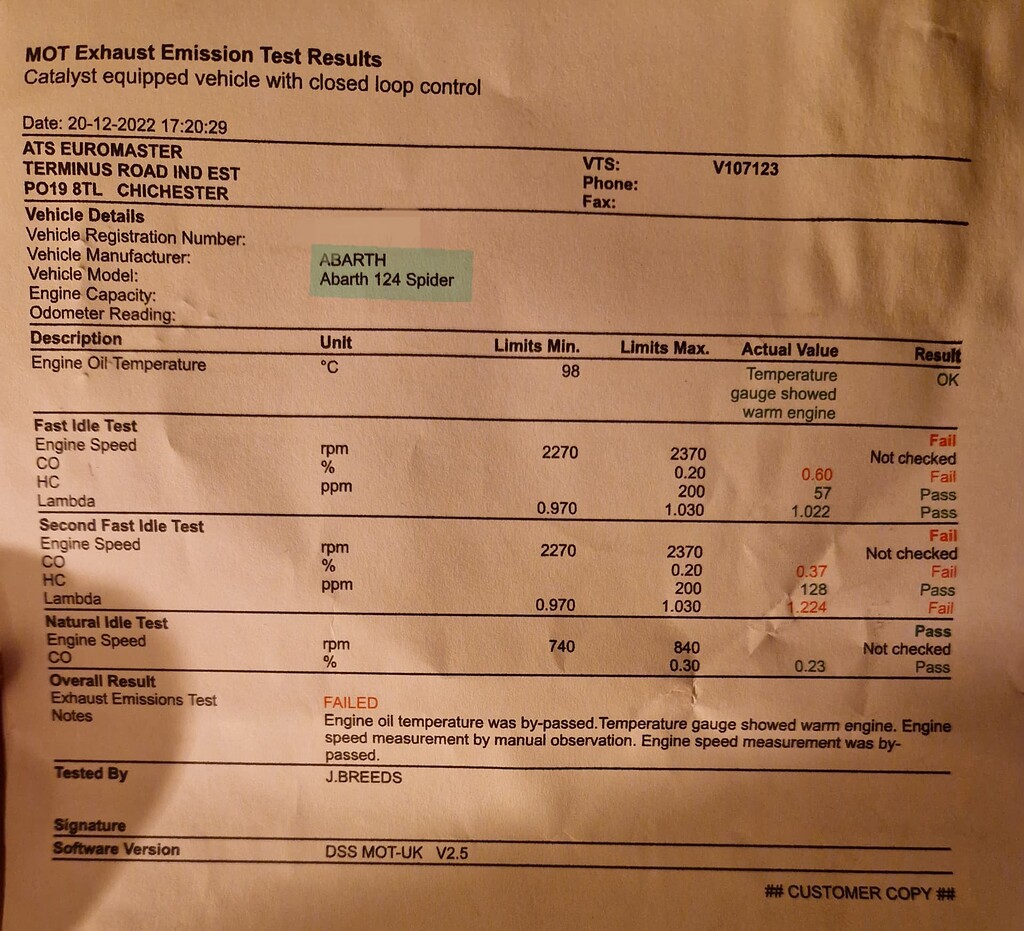 MOT Exhaust Emission Test Results
Catalyst equipped vehicle with closed loop control
Date: 20-12-2022 17:20:29
ATS EUROMASTER
TERMINUS ROAD IND EST VTS: V107123
PO19 8TL CHICHESTER Phone:
Fax:
Vehicle Details
Vehicle Registration Number:
Vehicle Manufacturer: ABARTH
Vehicle Model: Abarth 124 Spider
Engine Capacity:
Odometer Reading:
Description Unit Limits Min. Limits Max. Actual Value Result
Engine Oil Temperature °C 98 Temperature OK
gauge showed
warm engine
Fast Idle Test Fail
Engine Speed rpm 2270 2370 Not checked
CO % 0.20 0.60 Fail
HC ppm 200 57 Pass
Lambda 0.970 1.030 1.022 Pass
Second Fast Idle Test Fail
Engine Speed rpm 2270 2370 Not checked
CO % 0.20 0.37 Fail
HC ppm 200 128 Pass
Lambda 0.970 1.030 1.224 Fail
Natural Idle Test Pass
Engine Speed rpm 740 840 Not checked
CO % 0.30 0.23 Pass
Overall Result
Exhaust Emissions Test FAILED
Notes Engine oil temperature was by-passed.Temperature gauge showed warm engine. Engine
speed measurement by manual observation. Engine speed measurement was by-
passed.
Tested By J.BREEDS
Signature
Software Version DSS MOT-UK V2.5
## CUSTOMER COPY ##